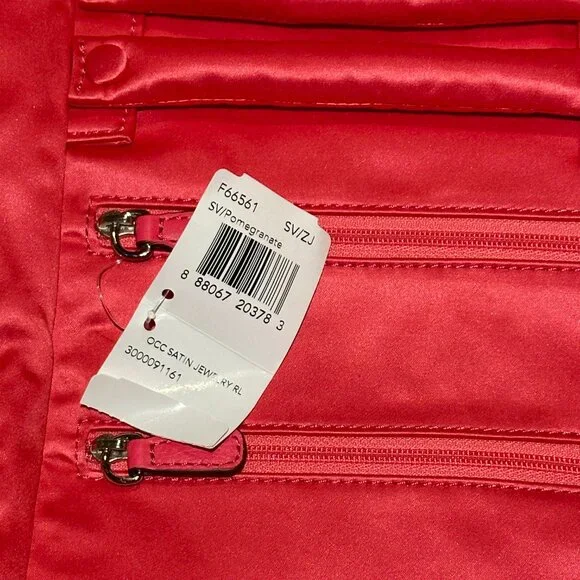 F66561 SV/ZJ
SV/Pomegranate
8 88067 20378 3
OCC SATIN JEWELRY RL
3000091161